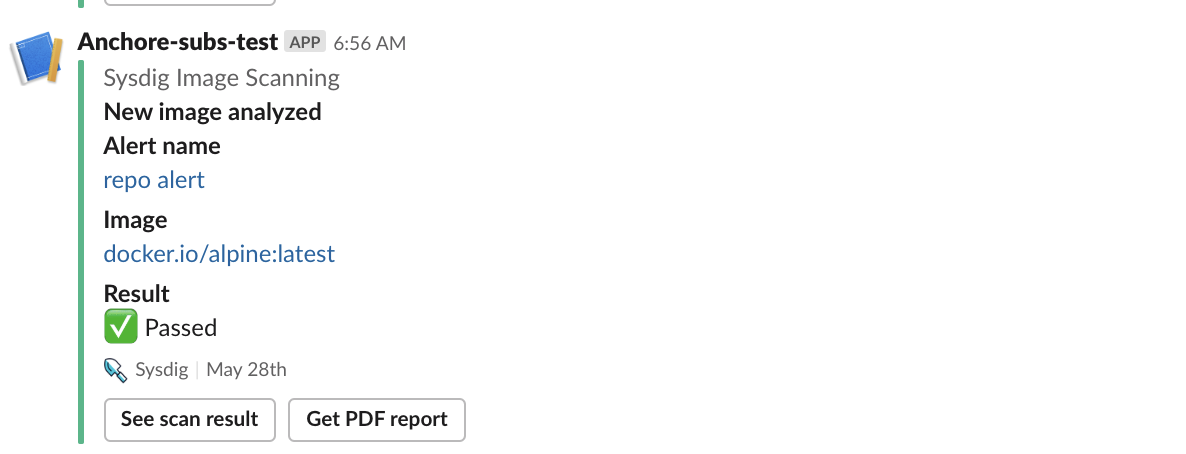 Anchore-subs-test APP 6:56 AM
Sysdig Image Scanning
New image analyzed
Alert name
repo alert
Image
docker.io/alpine:latest
Result
✅ Passed
Sysdig | May 28th
See scan result Get PDF report